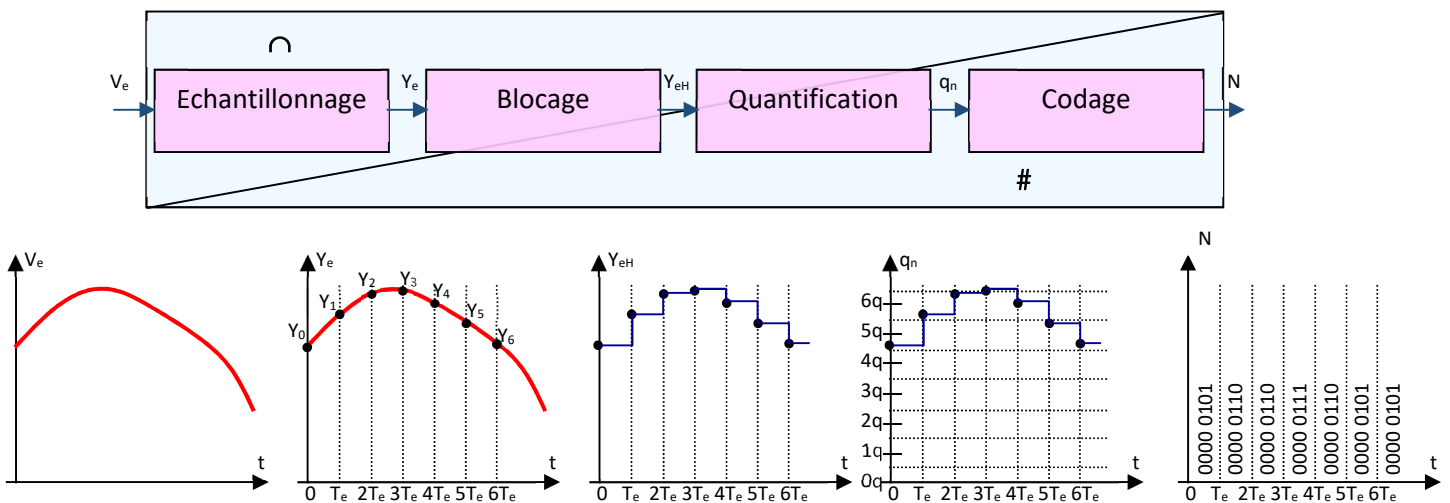 ∩
Vₑ
Echantillonnage
Yₑ
Blocage
YₑH
Quantification
qₙ
Codage
N
#
Vₑ
t
Yₑ
Y₀
Y₁
Y₂
Y₃
Y₄
Y₅
Y₆
t
0 Tₑ 2Tₑ 3Tₑ 4Tₑ 5Tₑ 6Tₑ
YₑH
t
0 Tₑ 2Tₑ 3Tₑ 4Tₑ 5Tₑ 6Tₑ
qₙ
6q
5q
4q
3q
2q
1q
0q
t
0 Tₑ 2Tₑ 3Tₑ 4Tₑ 5Tₑ 6Tₑ
N
0000 0101
0000 0110
0000 0110
0000 0111
0000 0110
0000 0101
0000 0101
t
0 Tₑ 2Tₑ 3Tₑ 4Tₑ 5Tₑ 6Tₑ